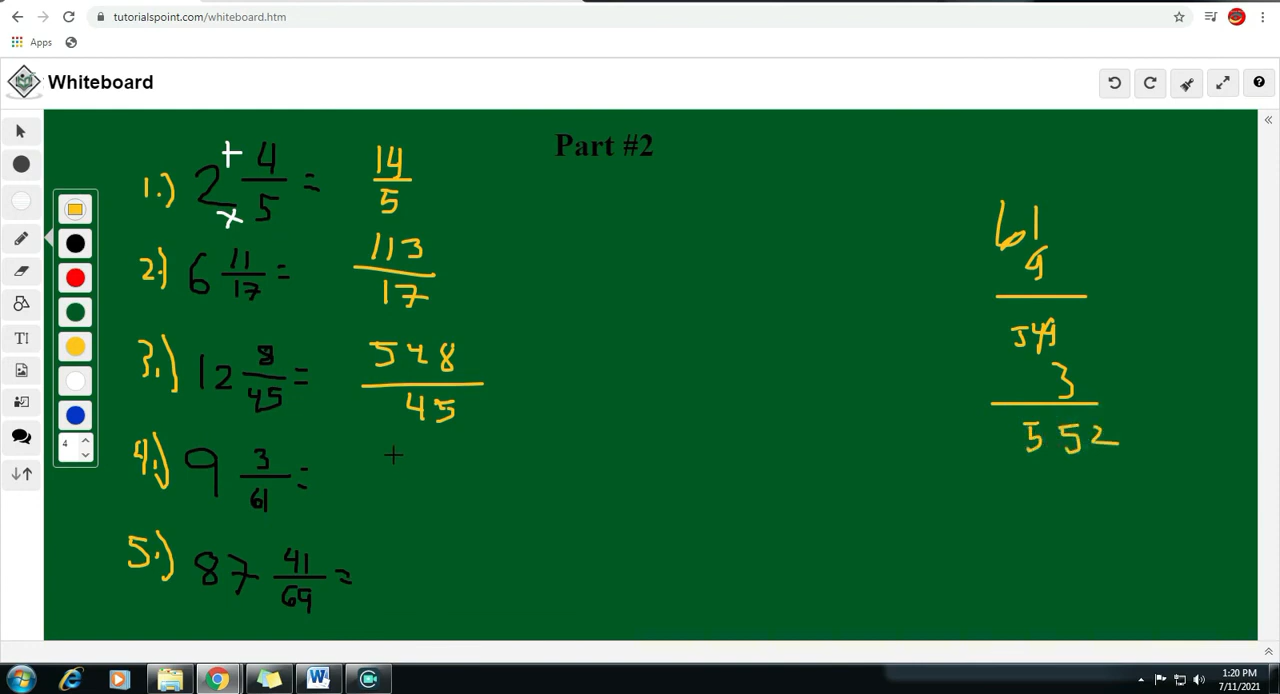 tutorialspoint.com/whiteboard.htm
Apps
Whiteboard
Part #2
1.) 2 + × 4/5 = 14/5
2.) 6 11/17 = 113/17
3.) 12 8/45 = 548/45
4.) 9 3/61 =
5.) 87 41/69 =
61
9
549
3
552
T
4
1:20 PM
7/11/2021